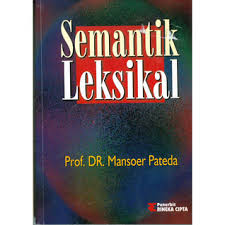 Semantik
Leksikal
Prof. DR. Mansoer Pateda
Penerbit
RINEKA CIPTA